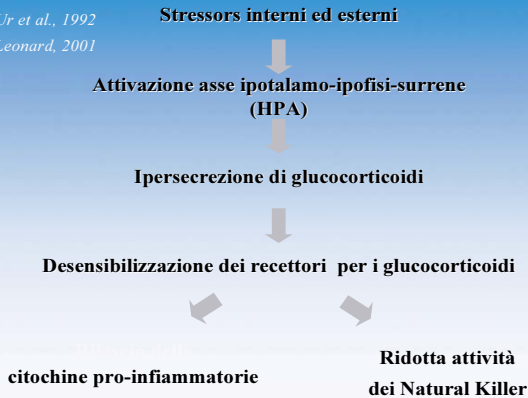 Ur et al., 1992
Leonard, 2001
Stressors interni ed esterni
Attivazione asse ipotalamo-ipofisi-surrene
(HPA)
Ipersecrezione di glucocorticoidi
Desensibilizzazione dei recettori per i glucocorticoidi
citochine pro-infiammatorie
Ridotta attività
dei Natural Killer